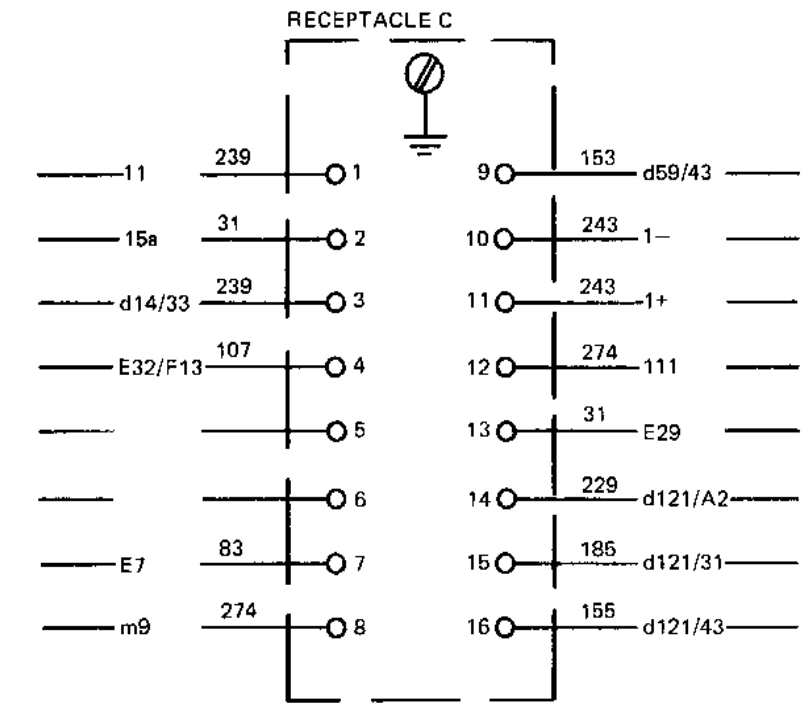 RECEPTACLE C
11 239 1 9 153 d59/43
15a 31 2 10 243 1—
d14/33 239 3 11 243 1+
E32/F13 107 4 12 274 111
5 13 31 E29
6 14 229 d121/A2
E7 83 7 15 185 d121/31
m9 274 8 16 155 d121/43